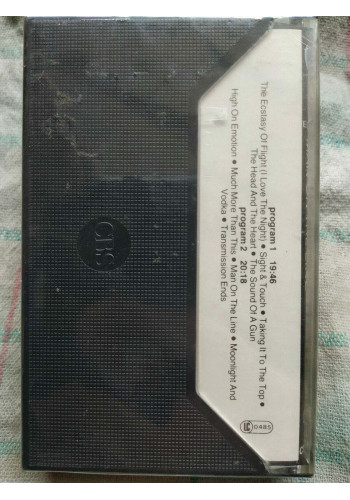 program 1 19:46
The Ecstasy Of Flight (I Love The Night) • Sight & Touch • Taking It To The Top •
The Head And The Heart • The Sound Of A Gun
program 2 20:18
High On Emotion • Much More Than This • Man On The Line • Moonlight And
Vodka • Transmission Ends
0485
CBS